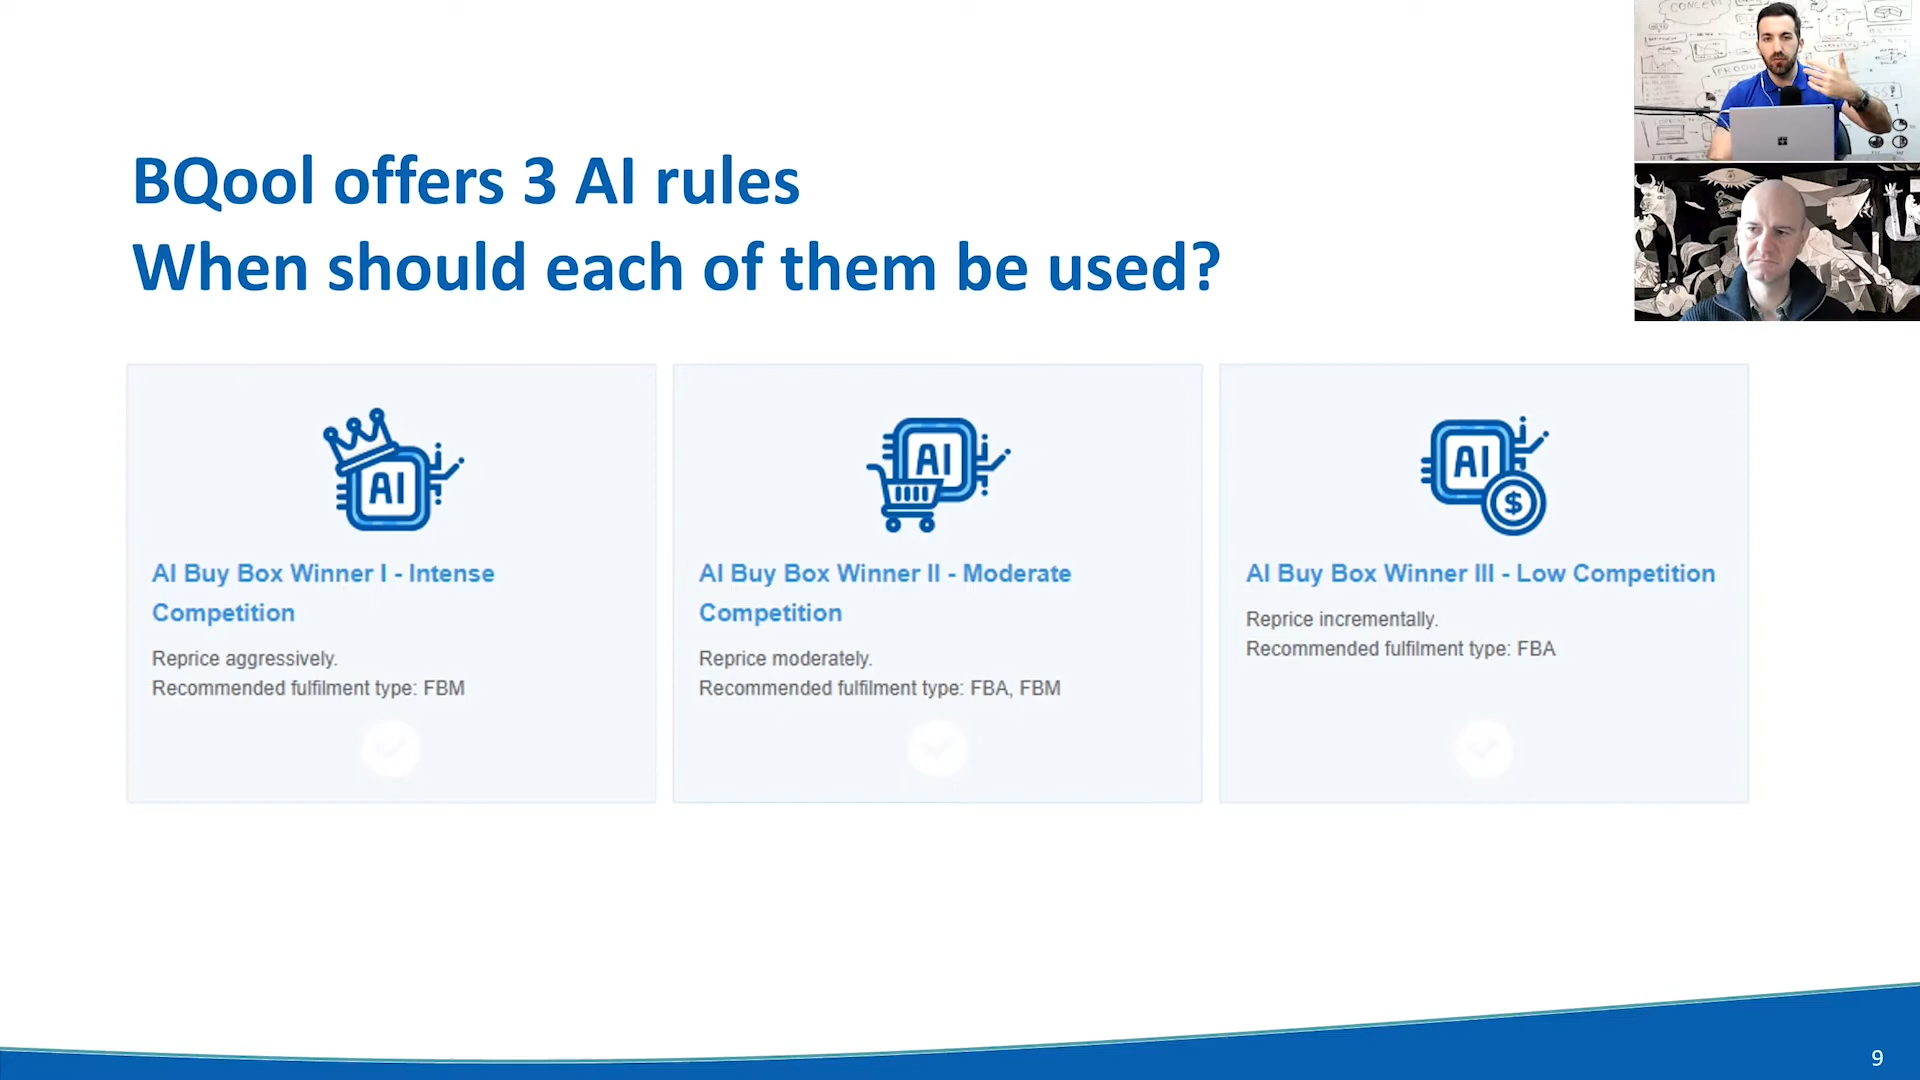 BQool offers 3 AI rules
When should each of them be used?
AI
AI Buy Box Winner I - Intense
Competition
Reprice aggressively.
Recommended fulfilment type: FBM
AI
AI Buy Box Winner II - Moderate
Competition
Reprice moderately.
Recommended fulfilment type: FBA, FBM
AI
$
AI Buy Box Winner III - Low Competition
Reprice incrementally.
Recommended fulfilment type: FBA
CONCEPT
9